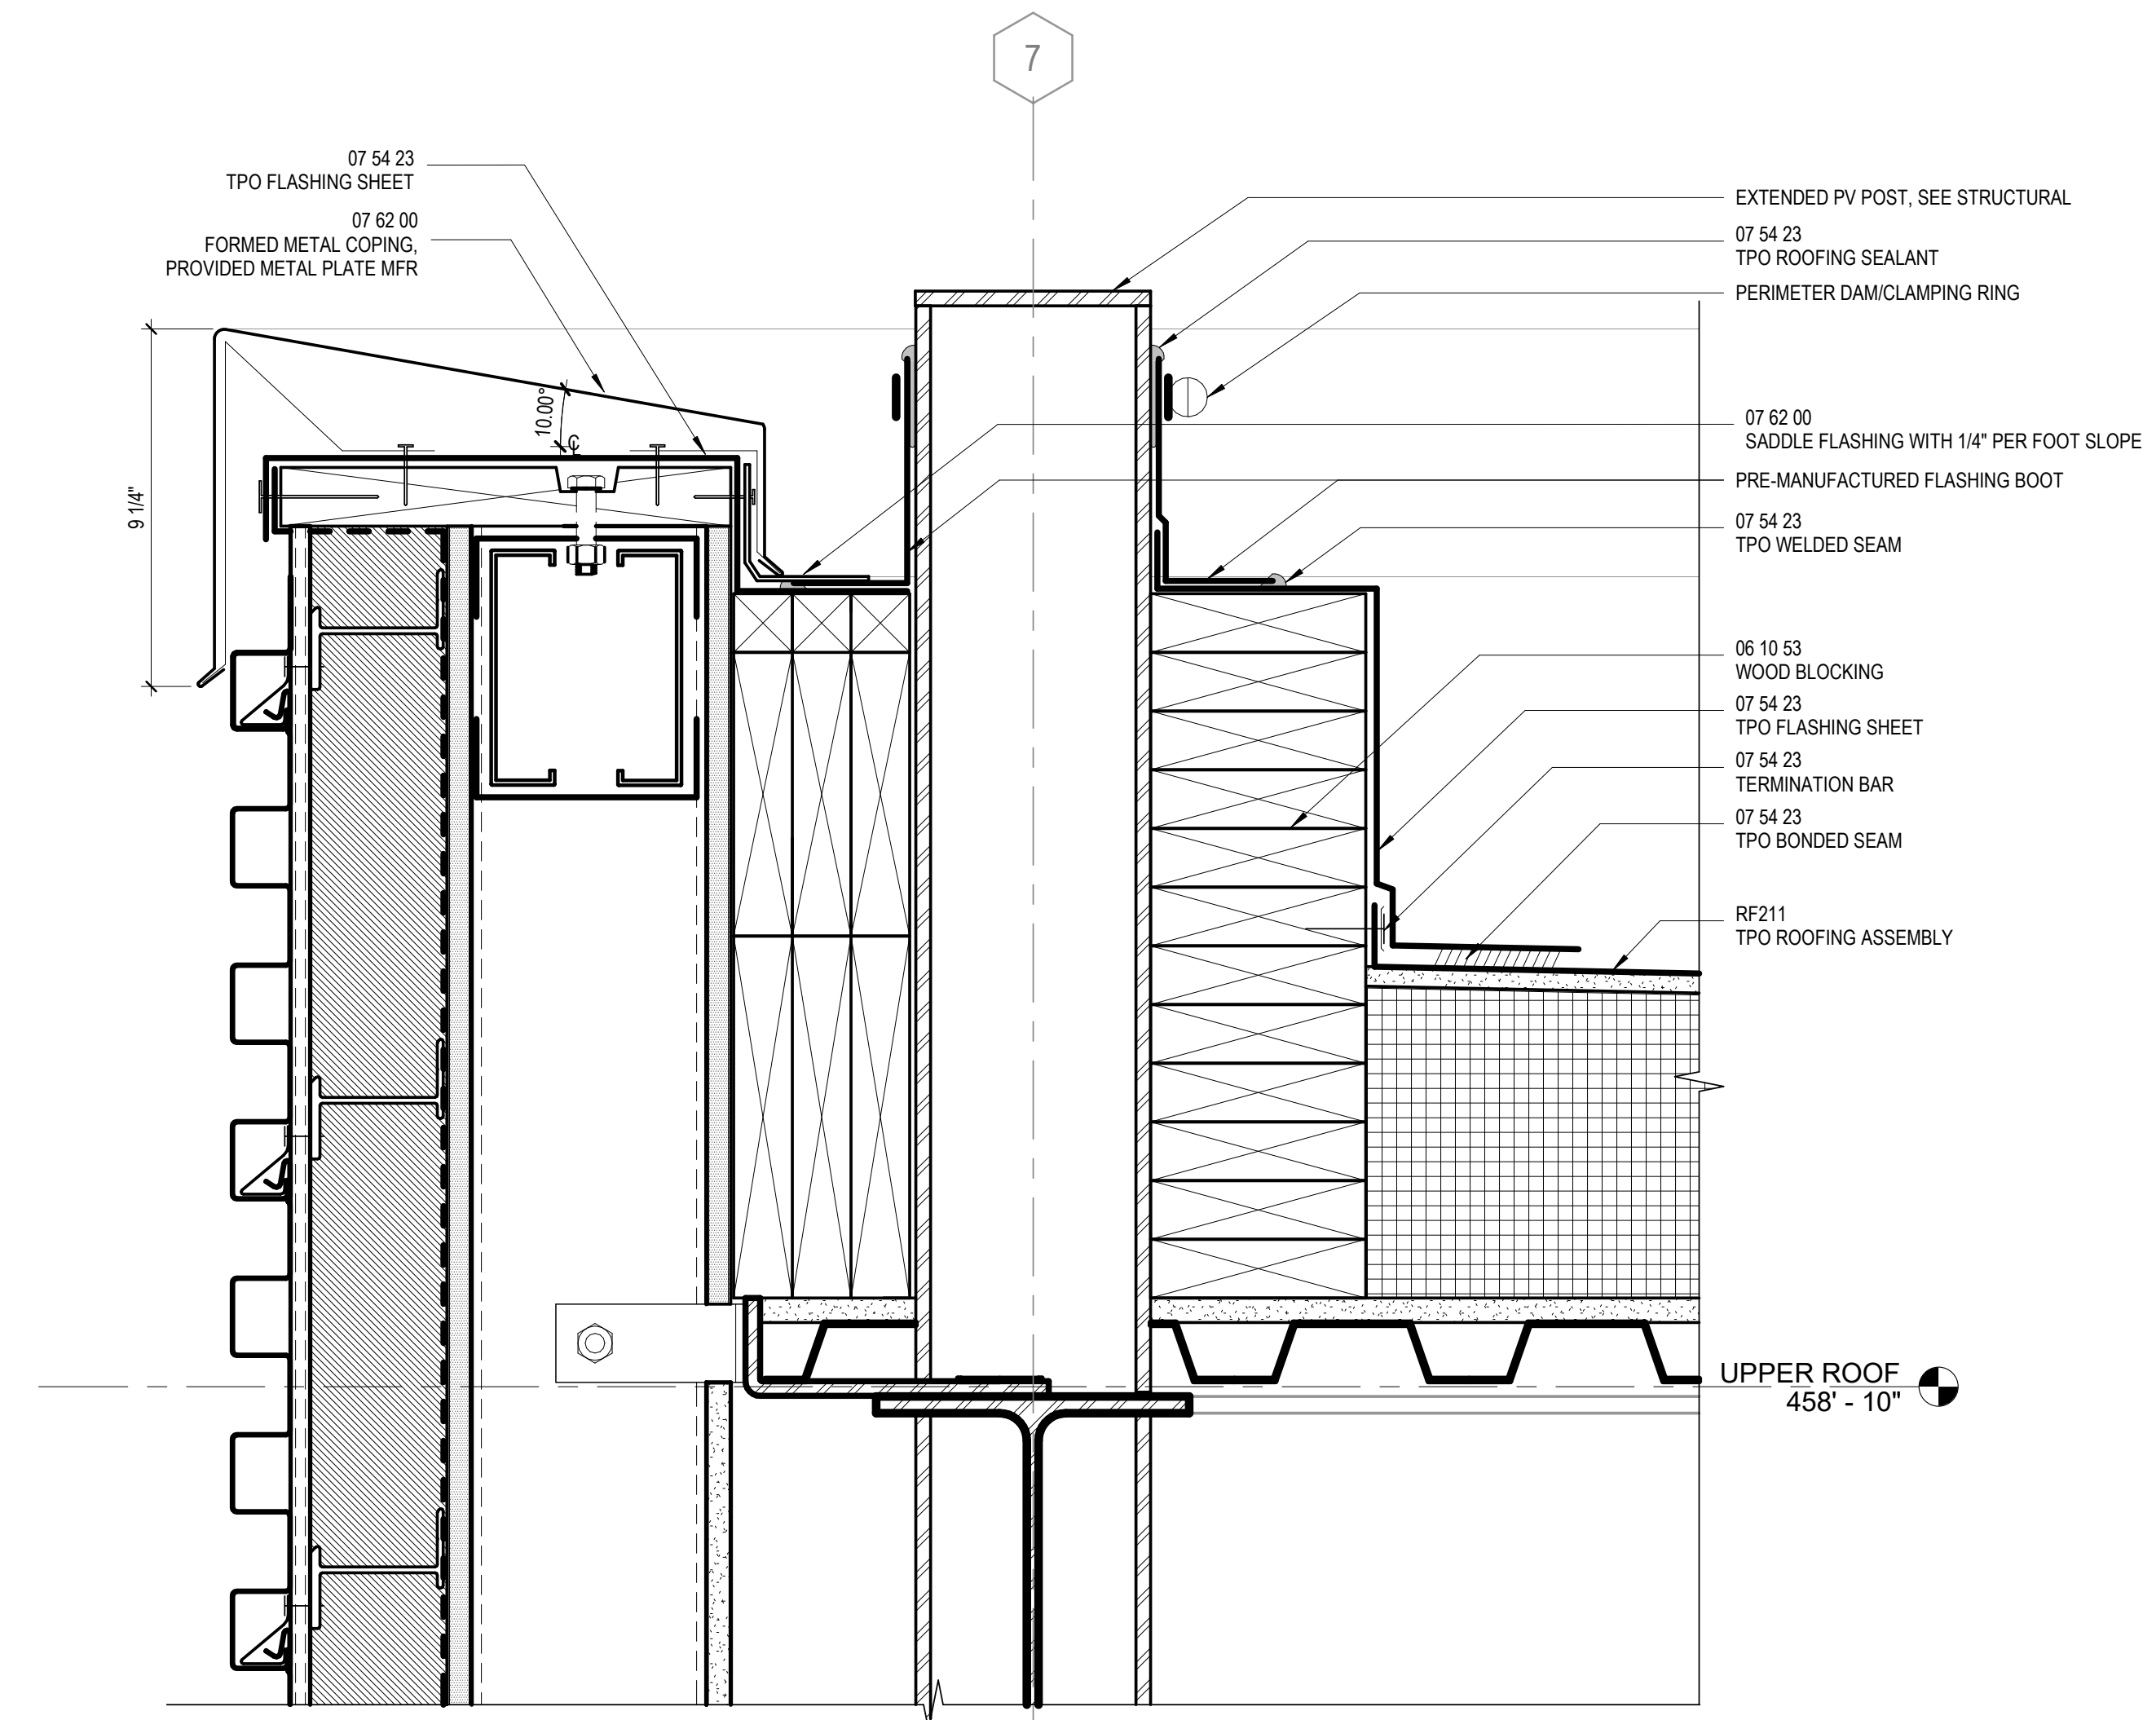 7
07 54 23
TPO FLASHING SHEET
07 62 00
FORMED METAL COPING,
PROVIDED METAL PLATE MFR
EXTENDED PV POST, SEE STRUCTURAL
07 54 23
TPO ROOFING SEALANT
PERIMETER DAM/CLAMPING RING
07 62 00
SADDLE FLASHING WITH 1/4" PER FOOT SLOPE
PRE-MANUFACTURED FLASHING BOOT
07 54 23
TPO WELDED SEAM
06 10 53
WOOD BLOCKING
07 54 23
TPO FLASHING SHEET
07 54 23
TERMINATION BAR
07 54 23
TPO BONDED SEAM
RF211
TPO ROOFING ASSEMBLY
10.00°
℄
9 1/4"
UPPER ROOF
458' - 10"